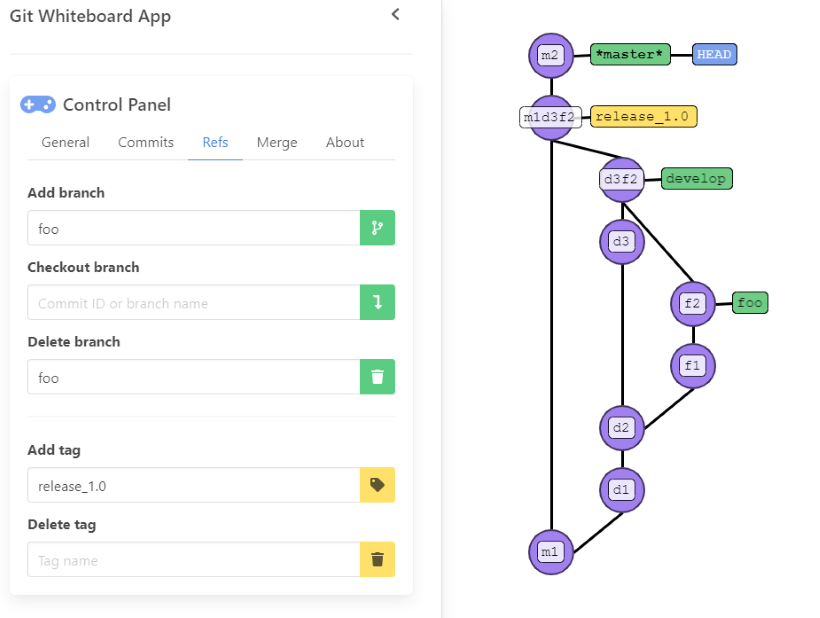 Git Whiteboard App
Control Panel
General Commits Refs Merge About
Add branch
foo
Checkout branch
Commit ID or branch name
Delete branch
foo
Add tag
release_1.0
Delete tag
Tag name
m2 *master* HEAD
m1d3f2 release_1.0
d3f2 develop
d3
f2 foo
f1
d2
d1
m1